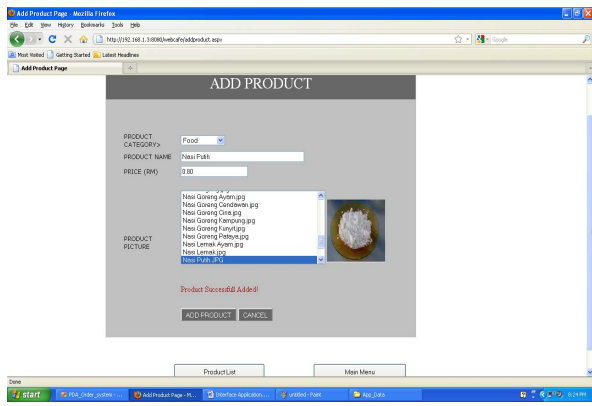 Add Product Page - Mozilla Firefox
File Edit View History Bookmarks Tools Help
http://192.168.1.3:8080/webcafe/addproduct.aspx
Google
Most Visited Getting Started Latest Headlines
Add Product Page
ADD PRODUCT
PRODUCT CATEGORY>
Food
PRODUCT NAME
Nasi Putih
PRICE (RM)
0.80
PRODUCT PICTURE
Nasi Goreng Ayam.jpg
Nasi Goreng Cendawan.jpg
Nasi Goreng Cina.jpg
Nasi Goreng Kampung.jpg
Nasi Goreng Kunyit.jpg
Nasi Goreng Pataya.jpg
Nasi Lemak Ayam.jpg
Nasi Lemak.jpg
Nasi Putih.JPG
Product Successfull Added!
ADD PRODUCT CANCEL
Product List Main Menu
Done
start PDA_Order_system - ... Add Product Page - M... Interface Application.... untitled - Paint App_Data 8:24 PM